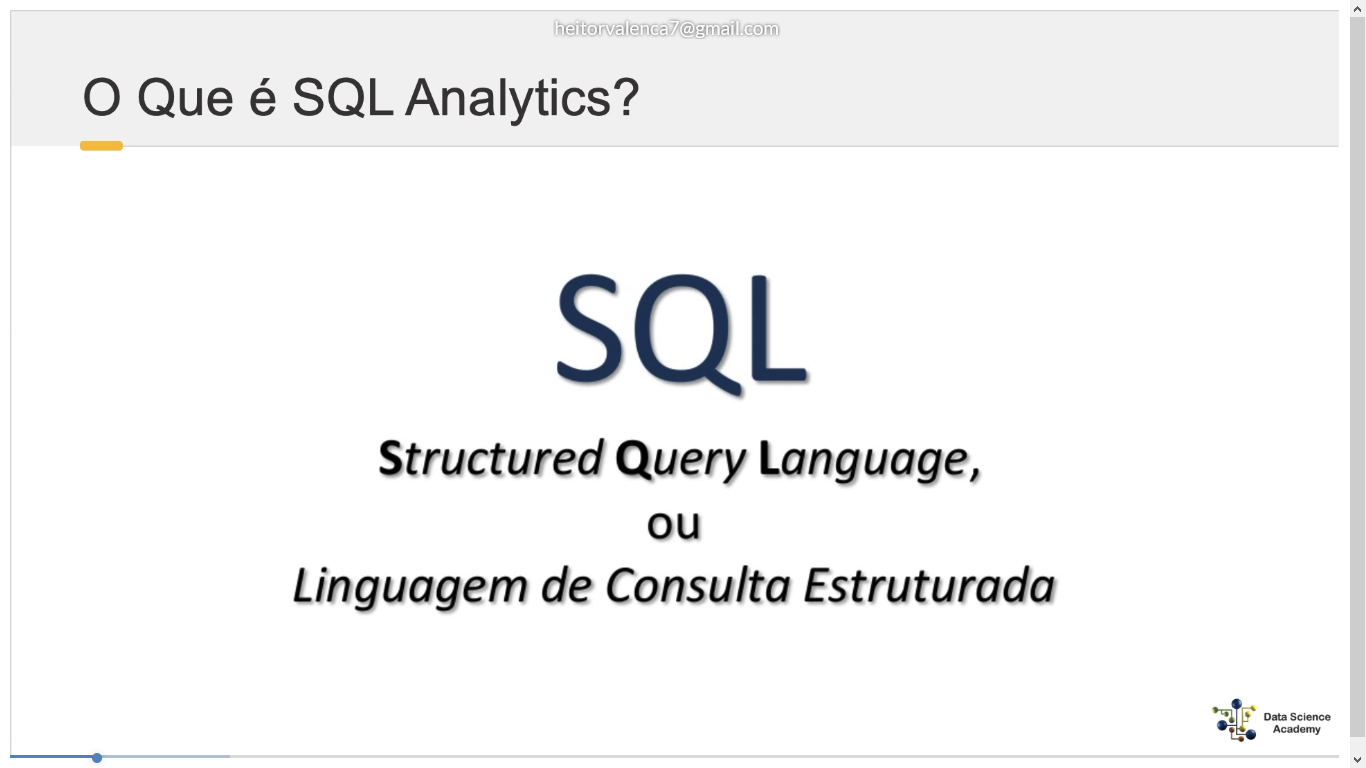 heitorvalenca7@gmail.com
O Que é SQL Analytics?
SQL
Structured Query Language,
ou
Linguagem de Consulta Estruturada
Data Science
Academy